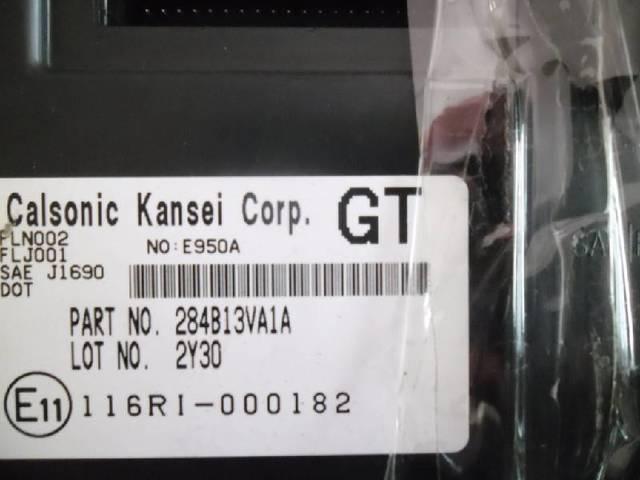 Calsonic Kansei Corp. GT
FLN002
NO:E950A
FLJ001
SAE J1690
DOT
PART NO. 284B13VA1A
LOT NO. 2Y30
E11 116RI-000182